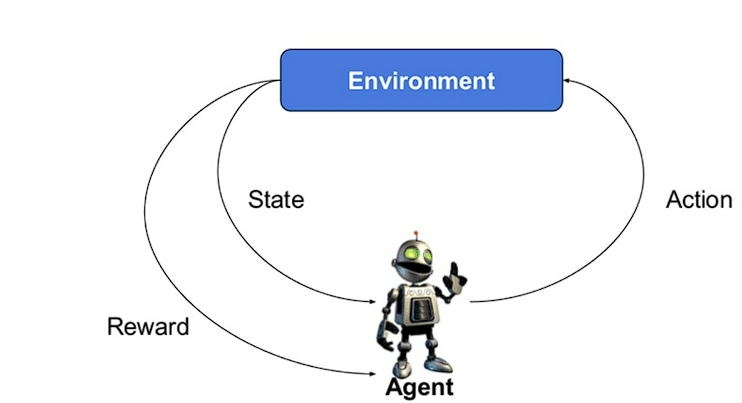 Environment
State
Action
Reward
Agent